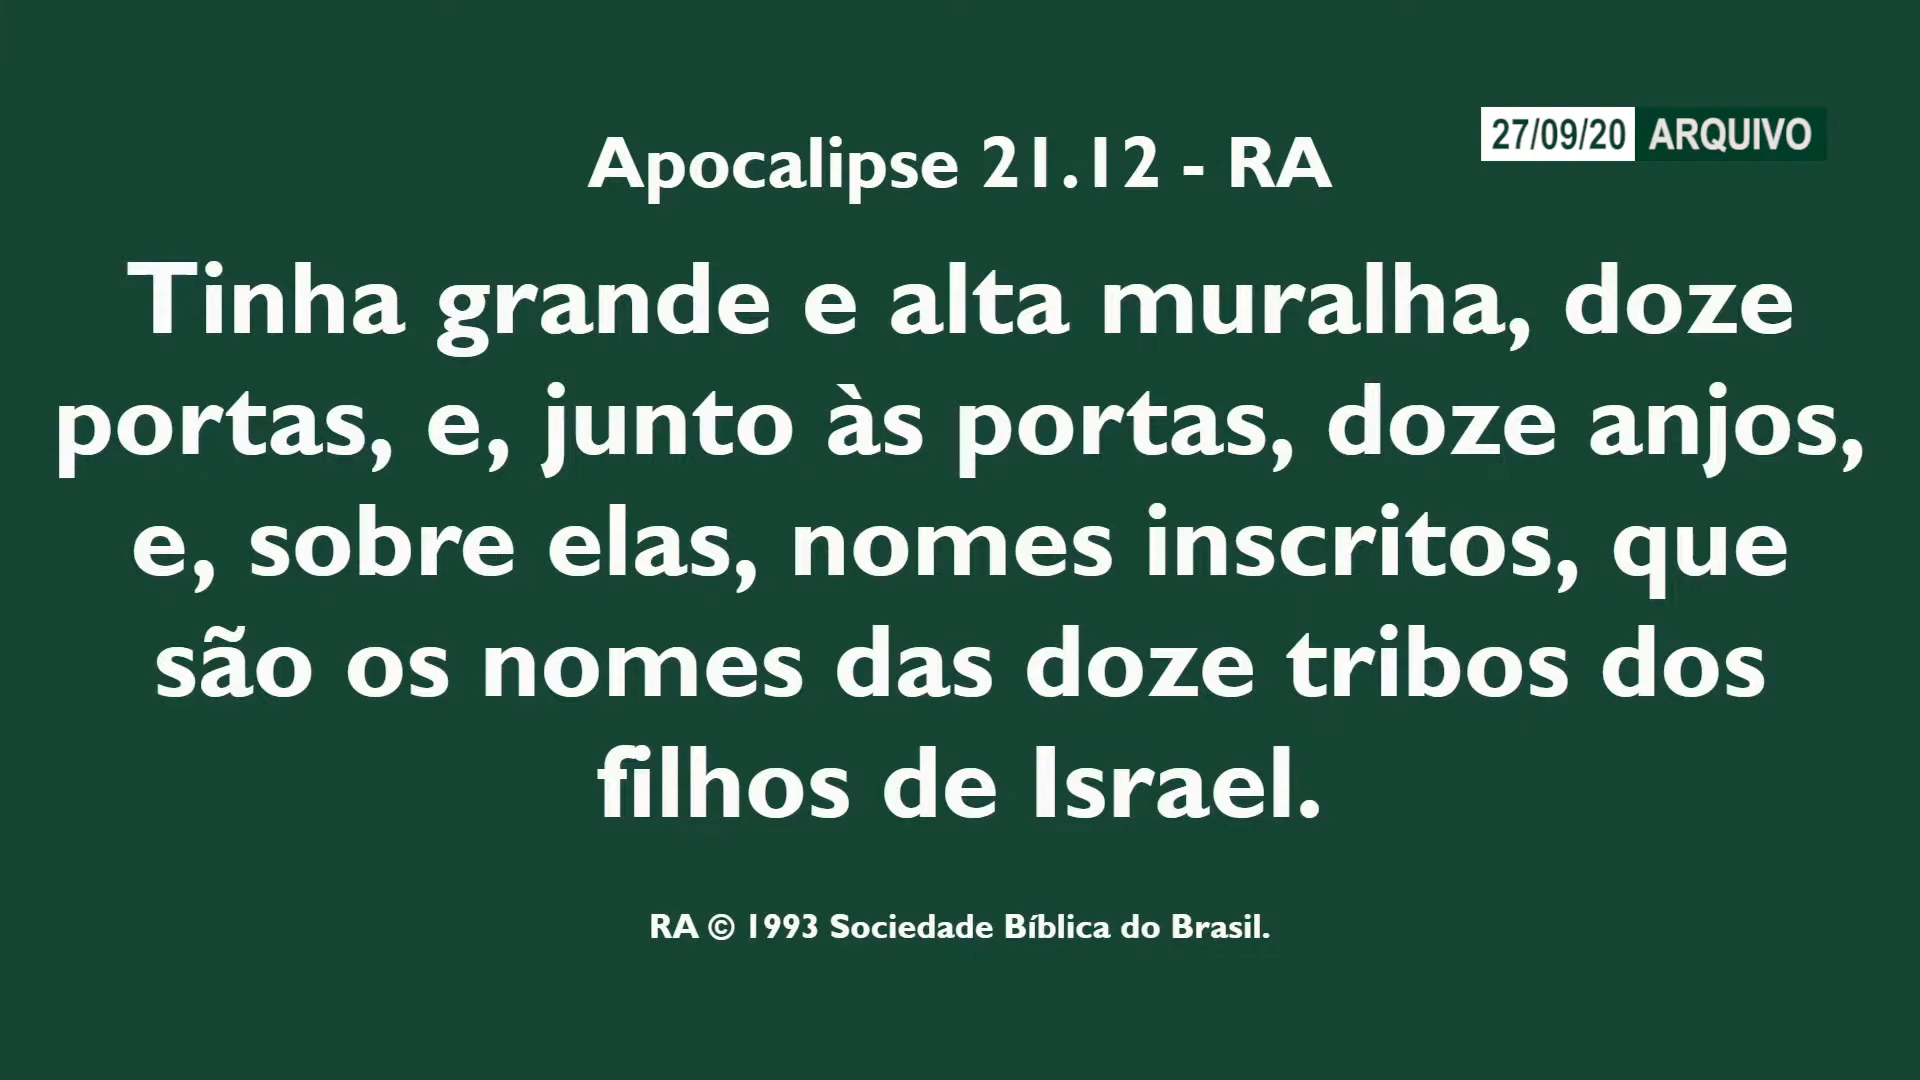 27/09/20 ARQUIVO
Apocalipse 21.12 - RA
Tinha grande e alta muralha, doze
portas, e, junto às portas, doze anjos,
e, sobre elas, nomes inscritos, que
são os nomes das doze tribos dos
filhos de Israel.
RA © 1993 Sociedade Bíblica do Brasil.